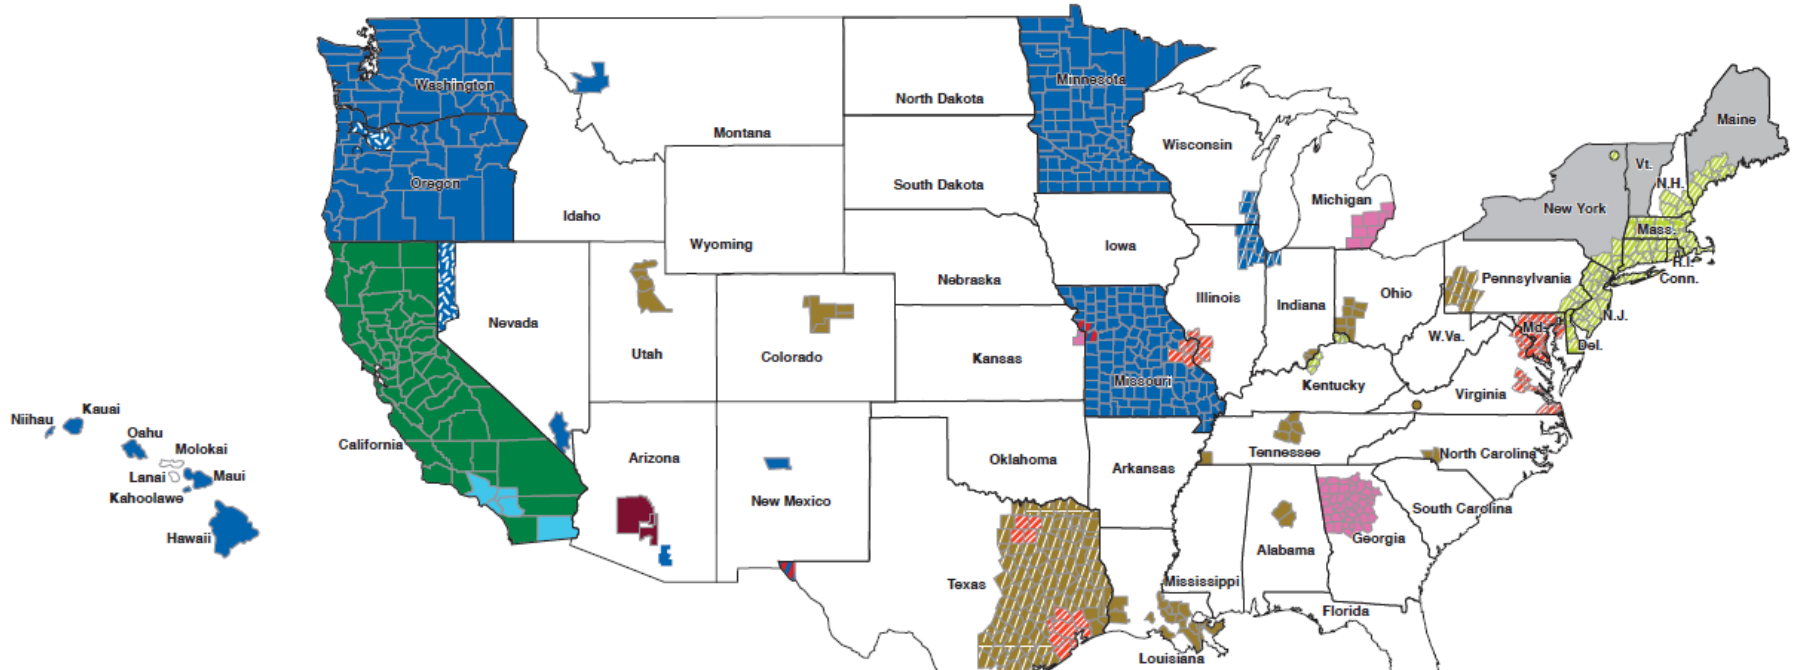 Washington
Montana
North Dakota
Minnesota
Maine
Oregon
Idaho
South Dakota
Wisconsin
Michigan
Vt.
N.H.
New York
Mass.
Wyoming
Iowa
R.I.
Conn.
Nebraska
Illinois
Indiana
Ohio
Pennsylvania
N.J.
Nevada
Utah
Colorado
Kansas
Missouri
Kentucky
W.Va.
Md.
Del.
Virginia
Niihau
Kauai
Oahu
Molokai
Lanai
Maui
Kahoolawe
Hawaii
California
Arizona
New Mexico
Oklahoma
Arkansas
Tennessee
North Carolina
South Carolina
Texas
Mississippi
Alabama
Georgia
Florida
Louisiana